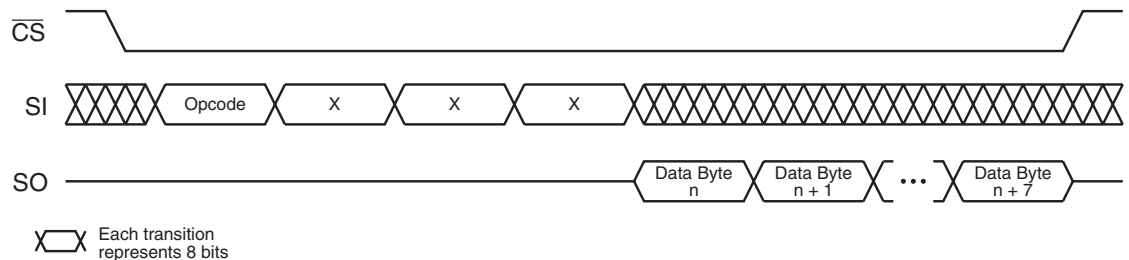 CS
SI
Opcode X X X
SO
Data Byte
n
Data Byte
n + 1
•••
Data Byte
n + 7
Each transition
represents 8 bits